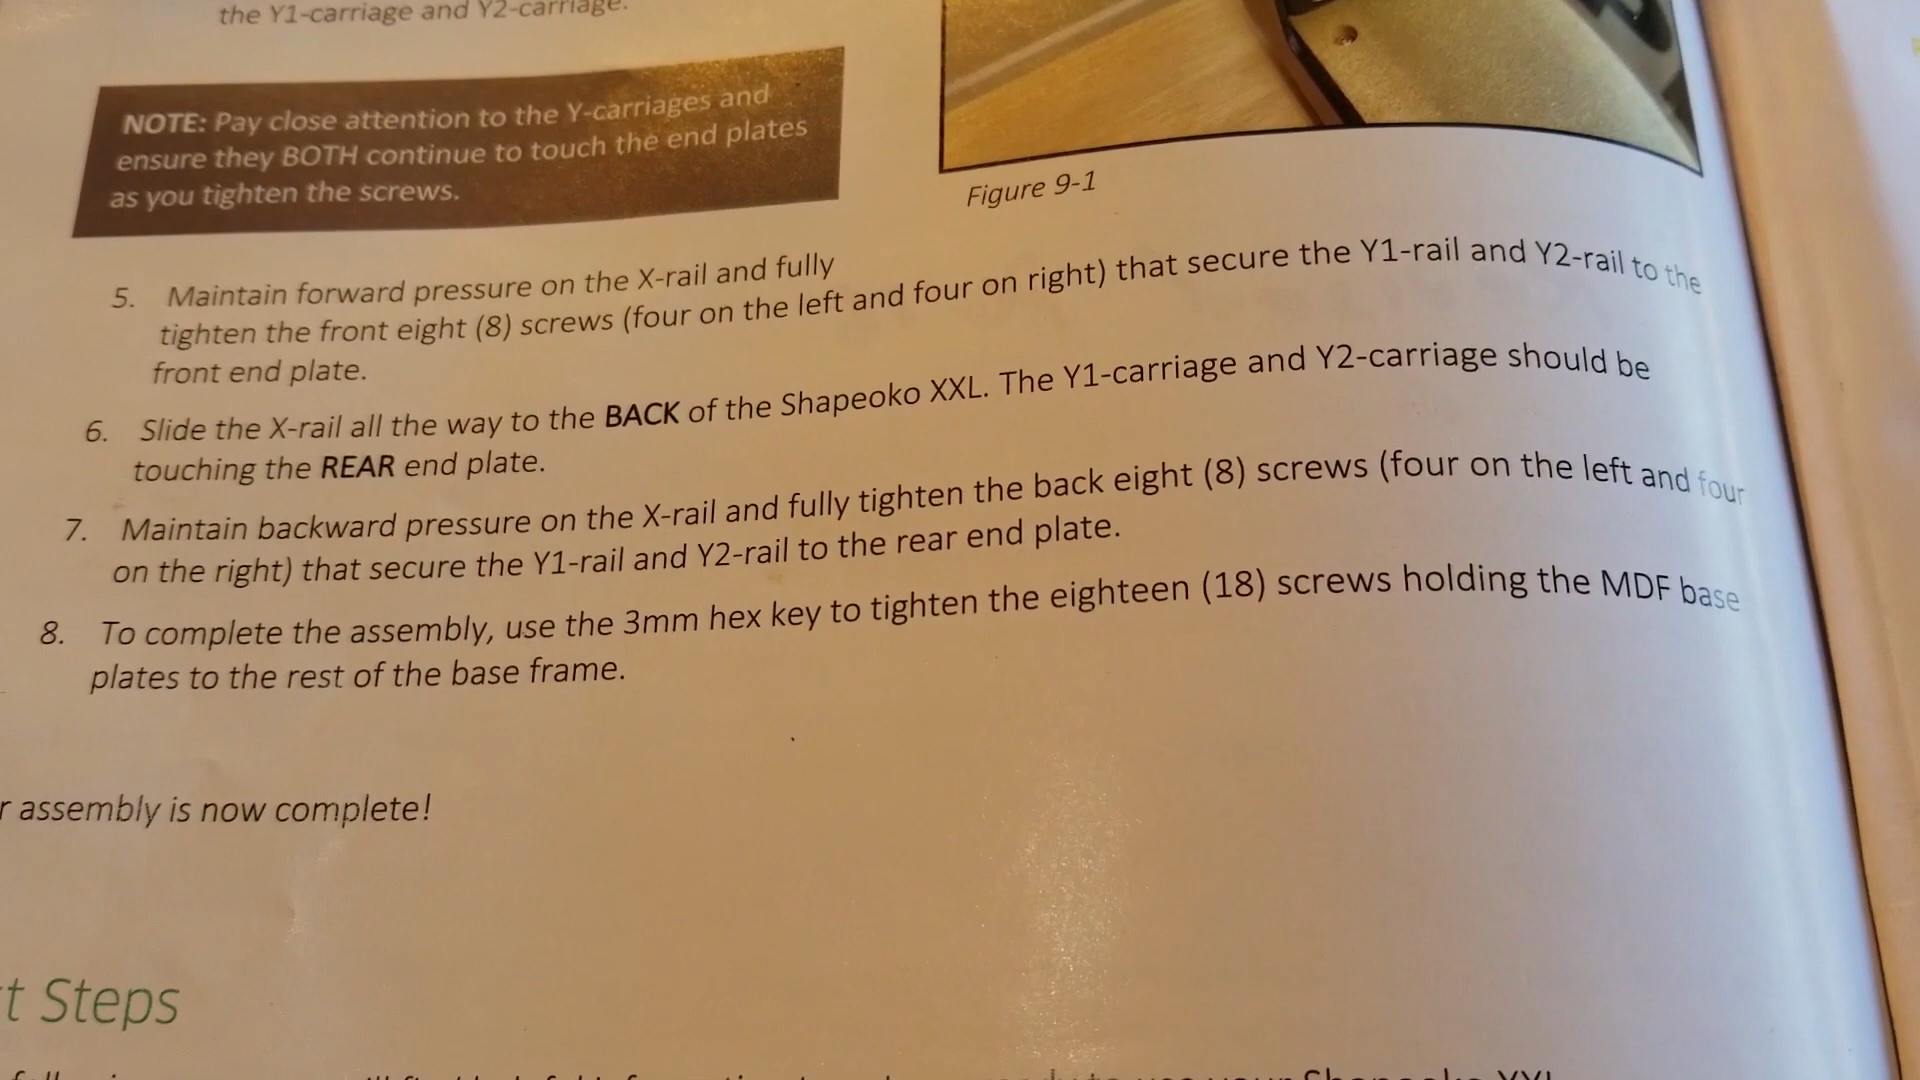 the Y1-carriage and Y2-carriage.
NOTE: Pay close attention to the Y-carriages and
ensure they BOTH continue to touch the end plates
as you tighten the screws.
Figure 9-1
5. Maintain forward pressure on the X-rail and fully
tighten the front eight (8) screws (four on the left and four on right) that secure the Y1-rail and Y2-rail to the
front end plate.
6. Slide the X-rail all the way to the BACK of the Shapeoko XXL. The Y1-carriage and Y2-carriage should be
touching the REAR end plate.
7. Maintain backward pressure on the X-rail and fully tighten the back eight (8) screws (four on the left and four
on the right) that secure the Y1-rail and Y2-rail to the rear end plate.
8. To complete the assembly, use the 3mm hex key to tighten the eighteen (18) screws holding the MDF base
plates to the rest of the base frame.
r assembly is now complete!
t Steps